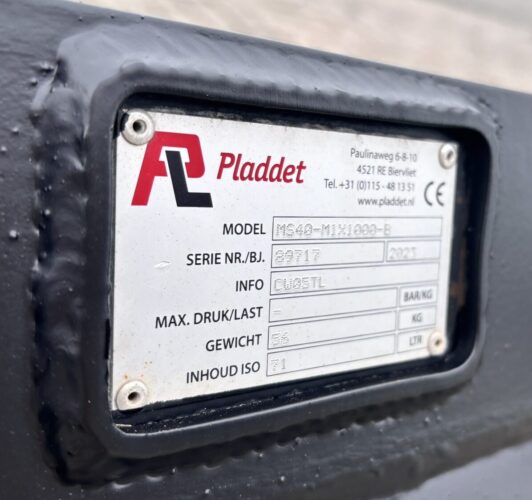 PL Pladdet
Paulinaweg 6-8-10
4521 RE Biervliet
Tel. +31 (0)115 - 48 13 51
www.pladdet.nl
CE
MODEL MS40-M1X1000-B
SERIE NR./BJ. 89717 2023
INFO CW05TL
MAX. DRUK/LAST - BAR/KG
GEWICHT 56 KG
INHOUD ISO 71 LTR